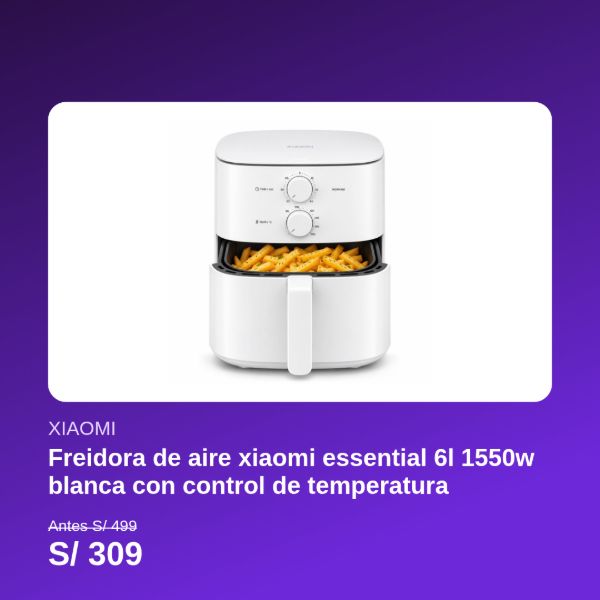 XIAOMI
Freidora de aire xiaomi essential 6l 1550w
blanca con control de temperatura
Antes S/ 499
S/ 309